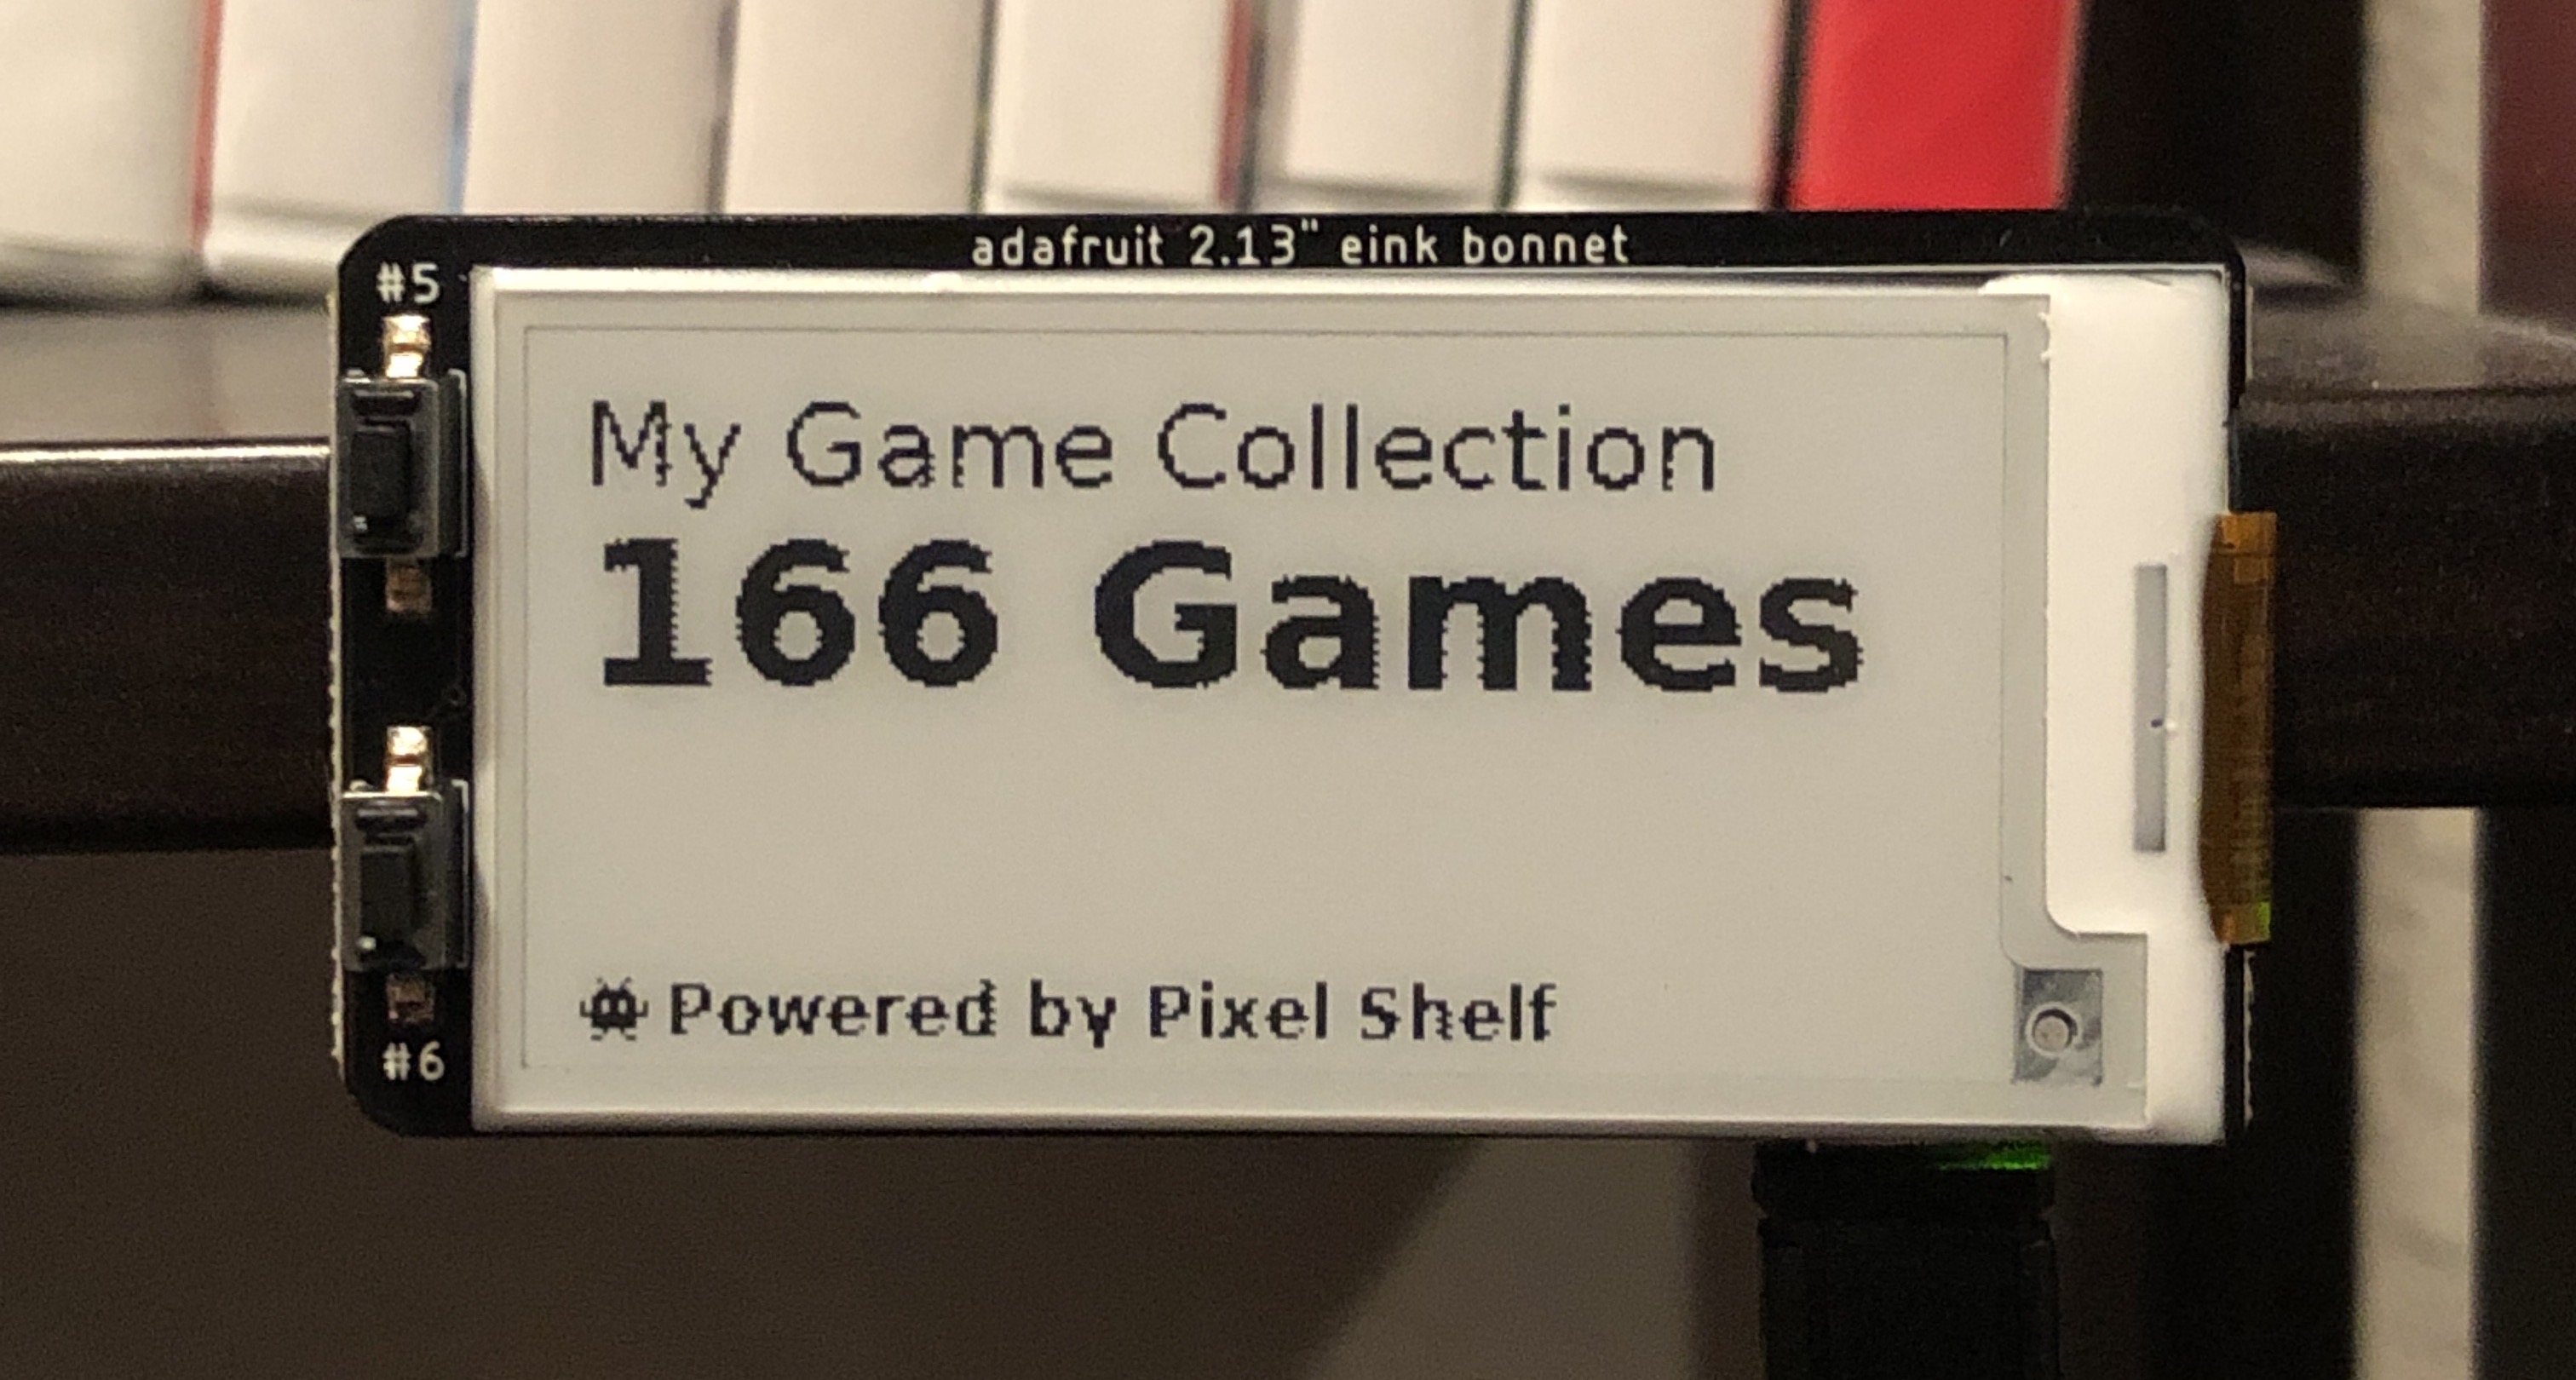 adafruit 2.13" eink bonnet
#5
My Game Collection
166 Games
Powered by Pixel Shelf
#6